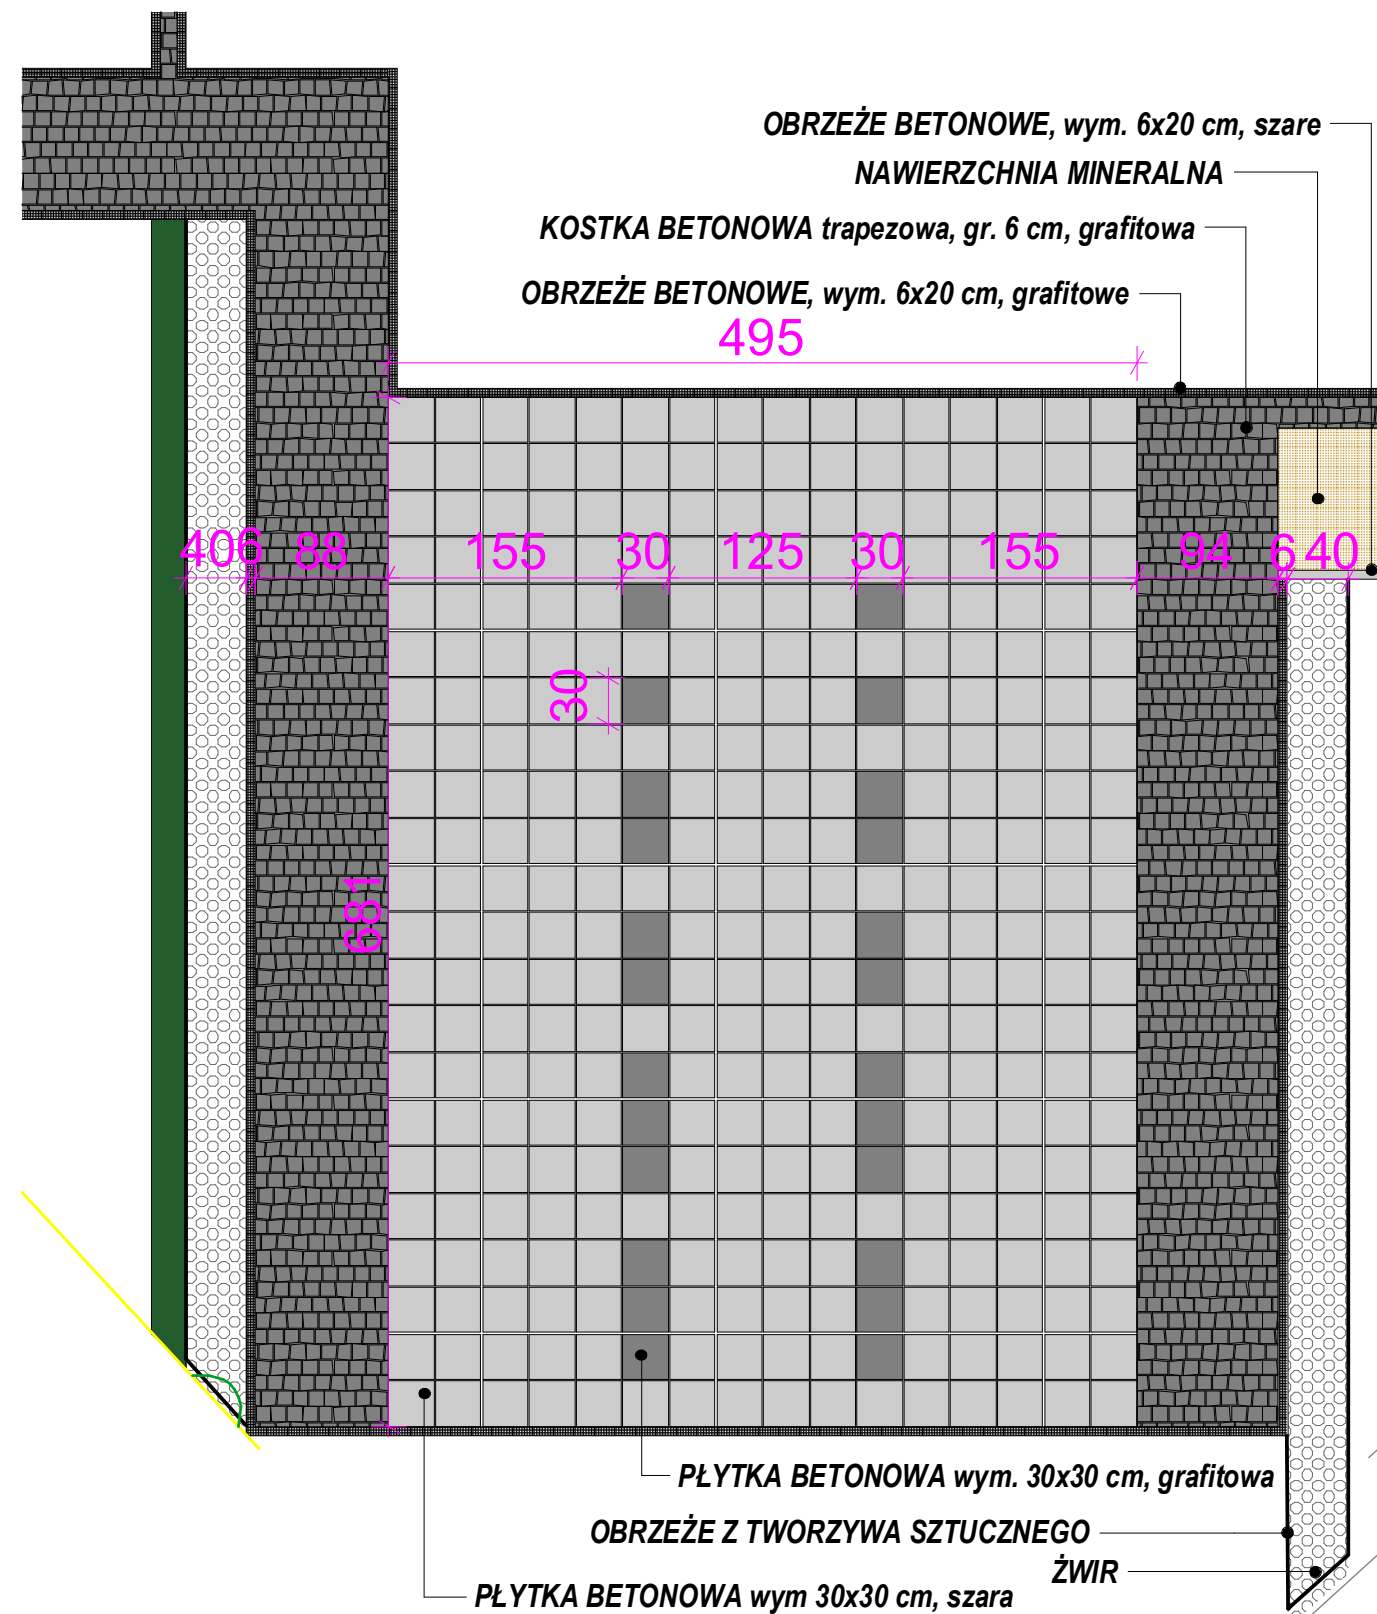 OBRZEŻE BETONOWE, wym. 6x20 cm, szare
NAWIERZCHNIA MINERALNA
KOSTKA BETONOWA trapezowa, gr. 6 cm, grafitowa
OBRZEŻE BETONOWE, wym. 6x20 cm, grafitowe
495
40 6 88 155 30 125 30 155 94 6 40
30
681
PŁYTKA BETONOWA wym. 30x30 cm, grafitowa
OBRZEŻE Z TWORZYWA SZTUCZNEGO
ŻWIR
PŁYTKA BETONOWA wym 30x30 cm, szara